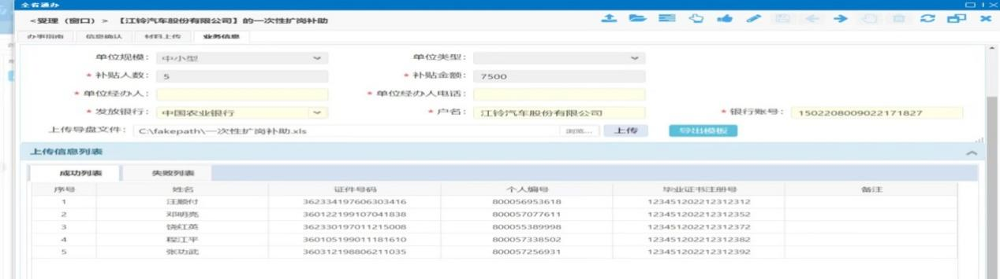 全省通办
<受理（窗口）> 【江铃汽车股份有限公司】的一次性扩岗补助
办事指南 信息确认 材料上传 业务信息
单位规模： 中小型 单位类型：
* 补贴人数： 5 * 补贴金额： 7500
* 单位经办人： * 单位经办人电话：
* 发放银行： 中国农业银行 * 户名： 江铃汽车股份有限公司 * 银行账号： 1502208009022171827
上传导盘文件： C:\fakepath\一次性扩岗补助.xls 浏览... 上传 导出模板
上传信息列表
成功列表 失败列表
序号 姓名 证件号码 个人编号 毕业证书注册号 备注
1 汪顺付 362334197606303416 800056953618 123451202212312312
2 邓明亮 360122199107041838 800057077611 123451202212312352
3 饶红英 362330197011215008 800055389998 123451202212312372
4 程江平 360105199011181610 800057338502 123451202212312382
5 张功武 360312198806211035 800057256931 123451202212312392